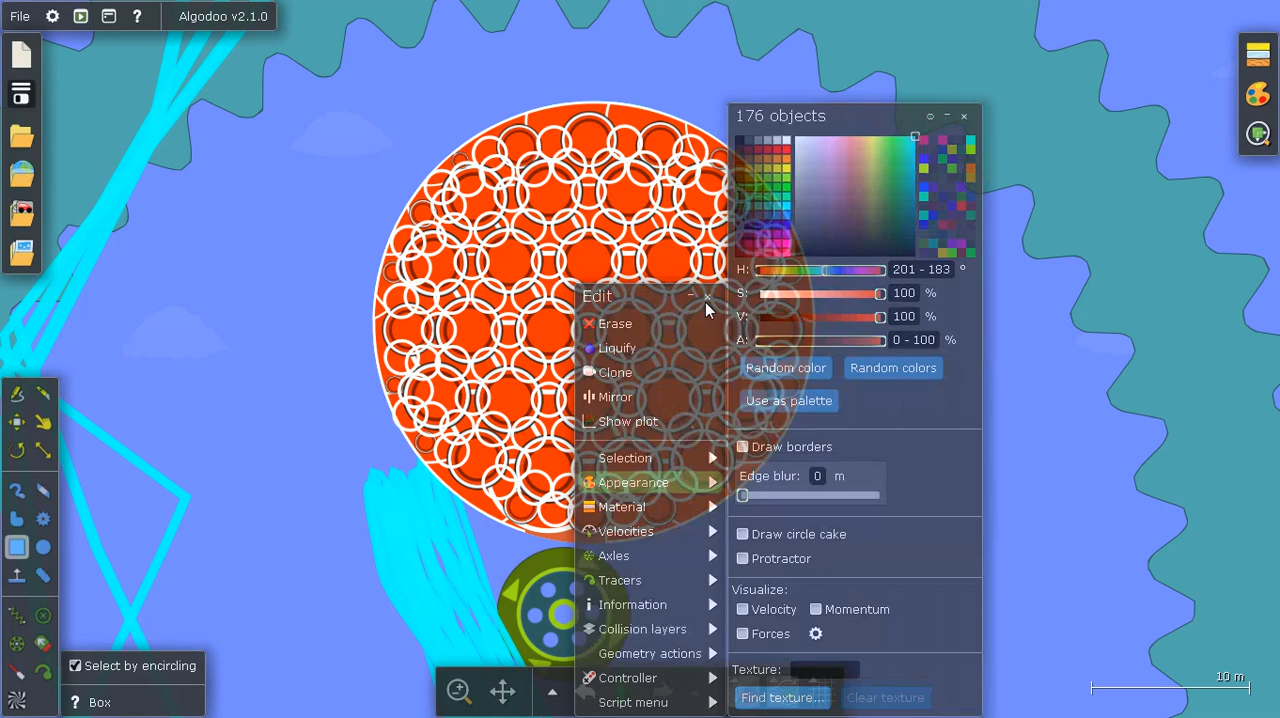 File
?
Algodoo v2.1.0
176 objects
H:
201 - 183 °
S:
100 %
V:
100 %
A:
0 - 100 %
Random color
Random colors
Use as palette
Draw borders
Edge blur: 0 m
Draw circle cake
Protractor
Visualize:
Velocity
Momentum
Forces
Texture:
Find texture...
Clear texture
Edit
Erase
Liquify
Clone
Mirror
Show plot
Selection
Appearance
Material
Velocities
Axles
Tracers
Information
Collision layers
Geometry actions
Controller
Script menu
Select by encircling
? Box
10 m